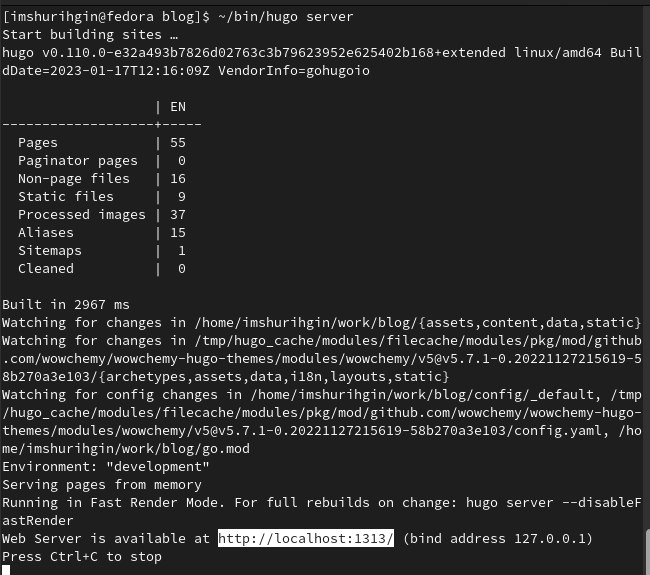 [imshurihgin@fedora blog]$ ~/bin/hugo server
Start building sites …
hugo v0.110.0-e32a493b7826d02763c3b79623952e625402b168+extended linux/amd64 Buil
dDate=2023-01-17T12:16:09Z VendorInfo=gohugoio
                   | EN
-------------------+-----
  Pages            | 55
  Paginator pages  |  0
  Non-page files   | 16
  Static files     |  9
  Processed images | 37
  Aliases          | 15
  Sitemaps         |  1
  Cleaned          |  0
Built in 2967 ms
Watching for changes in /home/imshurihgin/work/blog/{assets,content,data,static}
Watching for changes in /tmp/hugo_cache/modules/filecache/modules/pkg/mod/github
.com/wowchemy/wowchemy-hugo-themes/modules/wowchemy/v5@v5.7.1-0.20221127215619-5
8b270a3e103/{archetypes,assets,data,i18n,layouts,static}
Watching for config changes in /home/imshurihgin/work/blog/config/_default, /tmp
/hugo_cache/modules/filecache/modules/pkg/mod/github.com/wowchemy/wowchemy-hugo-
themes/modules/wowchemy/v5@v5.7.1-0.20221127215619-58b270a3e103/config.yaml, /ho
me/imshurihgin/work/blog/go.mod
Environment: "development"
Serving pages from memory
Running in Fast Render Mode. For full rebuilds on change: hugo server --disableF
astRender
Web Server is available at http://localhost:1313/ (bind address 127.0.0.1)
Press Ctrl+C to stop